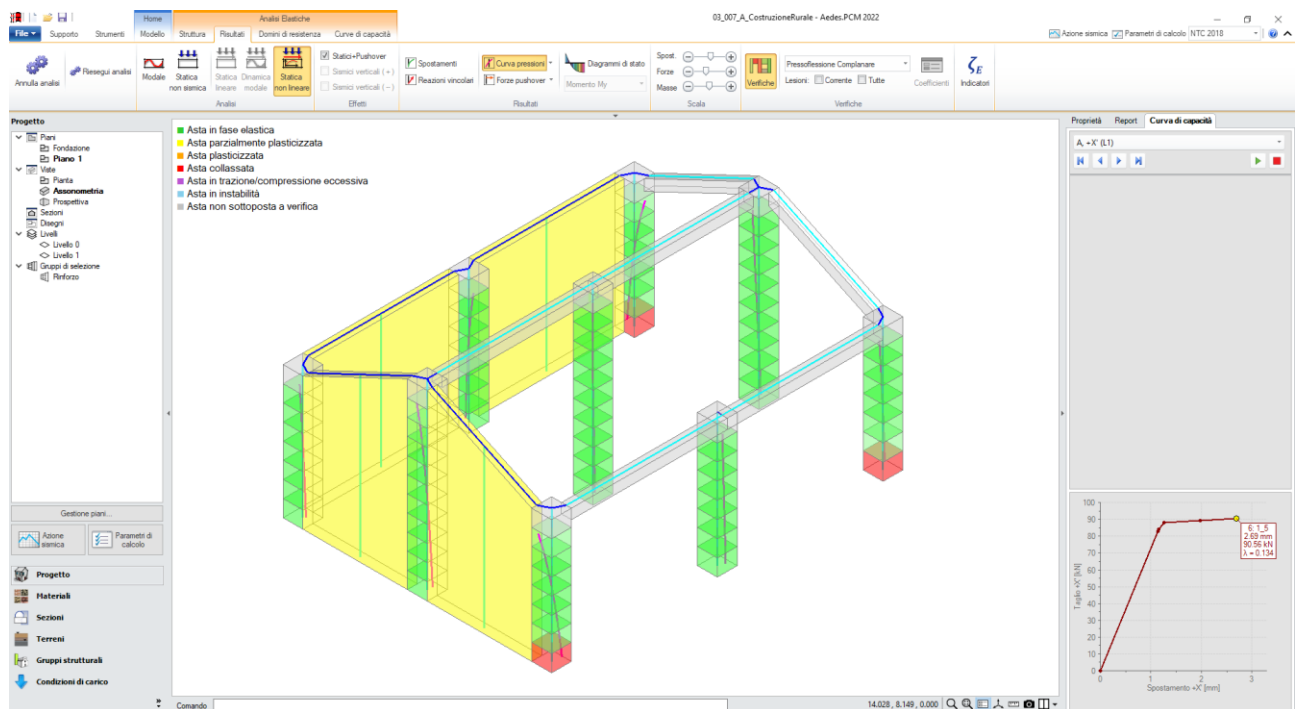 03_007_A_CostruzioneRurale - Aedes.PCM 2022
Home
Analisi Elastiche
File
Supporto
Strumenti
Modello
Struttura
Risultati
Domini di resistenza
Curve di capacità
Azione sismica
Parametri di calcolo
NTC 2018
Annulla analisi
Riesegui analisi
Modale
Statica non sismica
Statica lineare
Dinamica modale
Statica non lineare
Analisi
Statici+Pushover
Sismici verticali (+)
Sismici verticali (−)
Effetti
Spostamenti
Reazioni vincolari
Curva pressioni
Forze pushover
Diagrammi di stato
Momento My
Risultati
Spost.
Forze
Masse
Scala
Verifiche
Pressoflessione Complanare
Lesioni:
Corrente
Tutte
Coefficienti
Verifiche
ζE
Indicatori
Progetto
Piani
Fondazione
Piano 1
Viste
Pianta
Assonometria
Prospettiva
Sezioni
Disegni
Livelli
Livello 0
Livello 1
Gruppi di selezione
Rinforzo
Gestione piani...
Azione sismica
Parametri di calcolo
Progetto
Materiali
Sezioni
Terreni
Gruppi strutturali
Condizioni di carico
Asta in fase elastica
Asta parzialmente plasticizzata
Asta plasticizzata
Asta collassata
Asta in trazione/compressione eccessiva
Asta in instabilità
Asta non sottoposta a verifica
Proprietà
Report
Curva di capacità
A, +X' (L1)
100
90
80
70
60
50
40
30
20
10
0
Taglio +X' [kN]
6: 1_5
2.69 mm
90.56 kN
λ = 0.134
0
1
2
3
Spostamento +X' [mm]
Comando
14.028 , 8.149 , 0.000